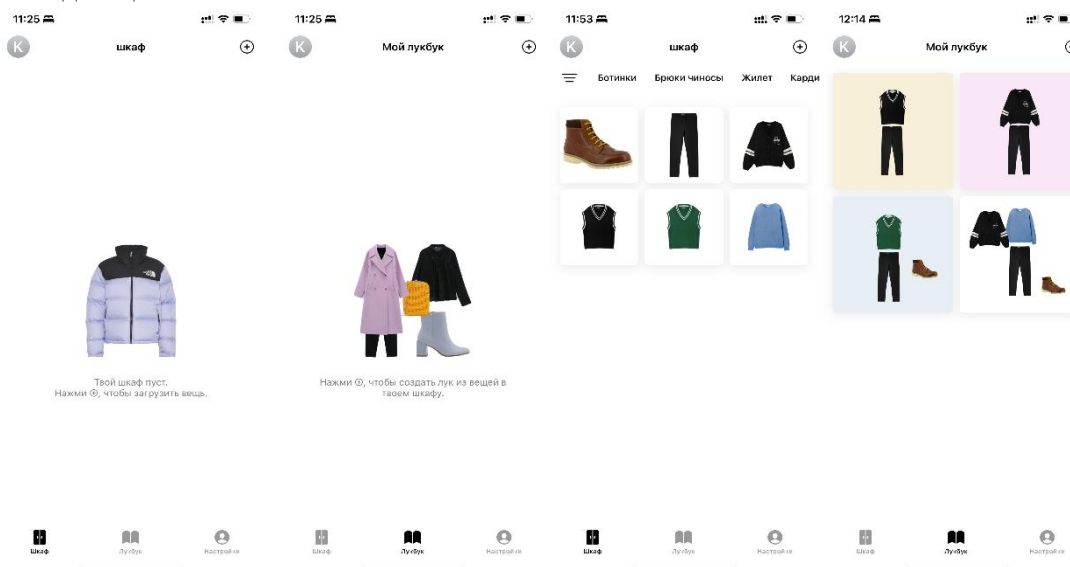 11:25
шкаф
K
Твой шкаф пуст.
Нажми ⊕, чтобы загрузить вещь.
Шкаф
Лукбук
Настройки
11:25
Мой лукбук
K
Нажми ⊕, чтобы создать лук из вещей в
твоем шкафу.
Шкаф
Лукбук
Настройки
11:53
шкаф
K
Ботинки Брюки чиносы Жилет Карди
Шкаф
Лукбук
Настройки
12:14
Мой лукбук
K
Шкаф
Лукбук
Настройки